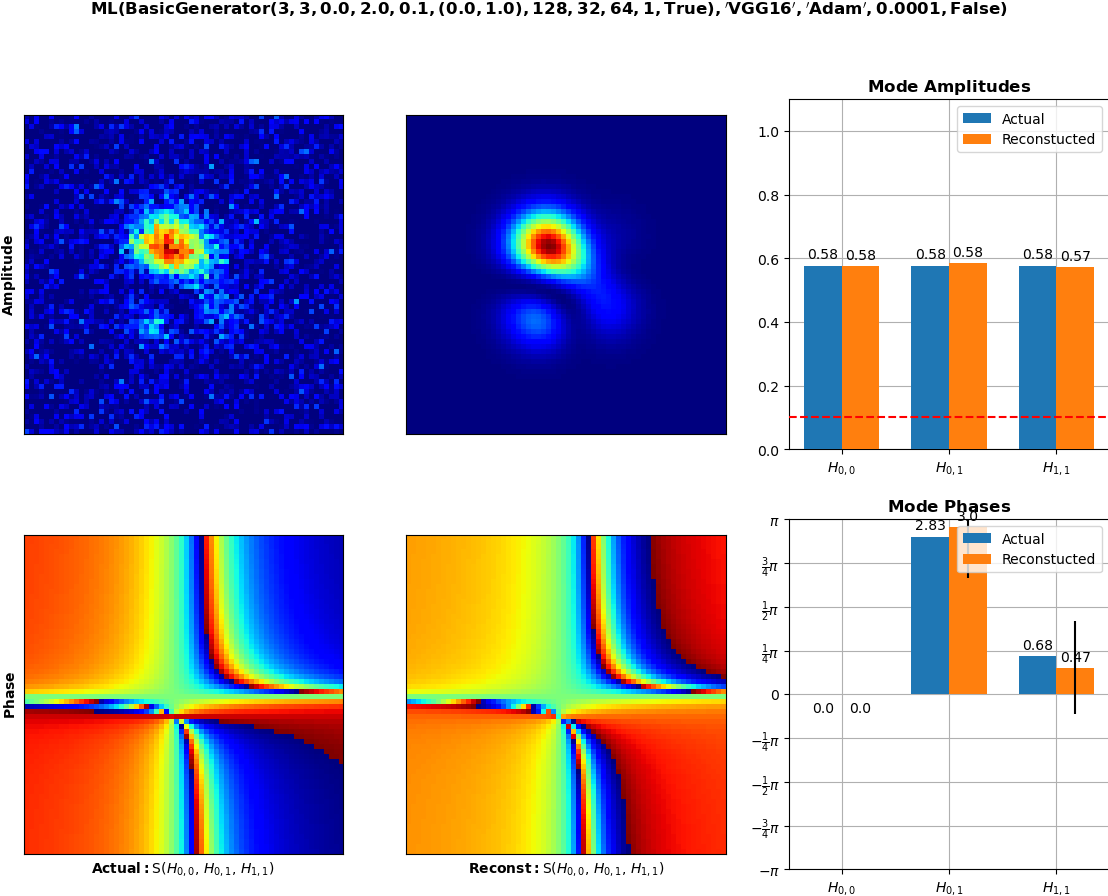 ML(BasicGenerator(3, 3, 0.0, 2.0, 0.1, (0.0, 1.0), 128, 32, 64, 1, True), ′VGG16′, ′Adam′, 0.0001, False)
Amplitude
Mode Amplitudes
Actual
Reconstucted
1.0
0.8
0.6
0.4
0.2
0.0
0.58 0.58
0.58 0.58
0.58 0.57
H₀,₀ H₀,₁ H₁,₁
Phase
Actual: S(H₀,₀, H₀,₁, H₁,₁)
Reconst: S(H₀,₀, H₀,₁, H₁,₁)
Mode Phases
Actual
Reconstucted
π
3/4π
1/2π
1/4π
0
−1/4π
−1/2π
−3/4π
−π
0.0 0.0
2.83 3.0
0.68 0.47
H₀,₀ H₀,₁ H₁,₁